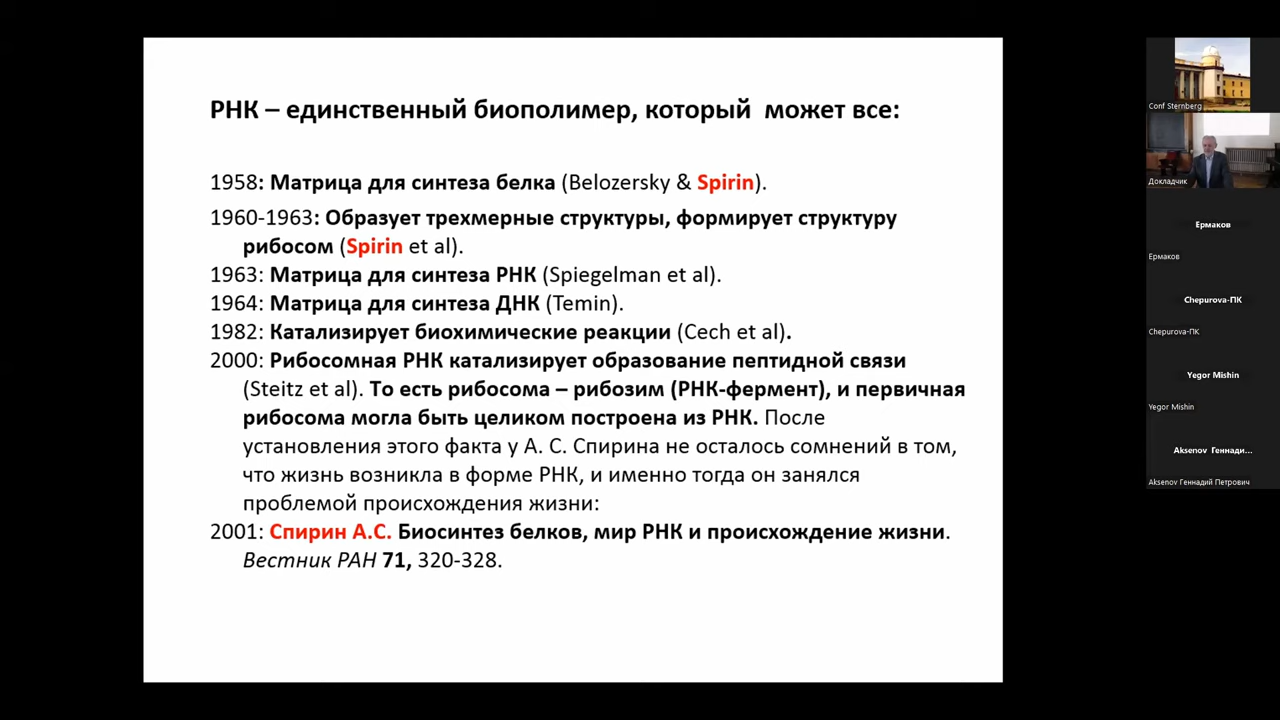 РНК – единственный биополимер, который  может все:
1958: Матрица для синтеза белка (Belozersky & Spirin).
1960-1963: Образует трехмерные структуры, формирует структуру
рибосом (Spirin et al).
1963: Матрица для синтеза РНК (Spiegelman et al).
1964: Матрица для синтеза ДНК (Temin).
1982: Катализирует биохимические реакции (Cech et al).
2000: Рибосомная РНК катализирует образование пептидной связи
(Steitz et al). То есть рибосома – рибозим (РНК-фермент), и первичная
рибосома могла быть целиком построена из РНК. После
установления этого факта у А. С. Спирина не осталось сомнений в том,
что жизнь возникла в форме РНК, и именно тогда он занялся
проблемой происхождения жизни:
2001: Спирин А.С. Биосинтез белков, мир РНК и происхождение жизни.
Вестник РАН 71, 320-328.
Conf Sternberg
Докладчик
Ермаков
Ермаков
Chepurova-ПК
Chepurova-ПК
Yegor Mishin
Yegor Mishin
Aksenov Геннади...
Aksenov Геннадий Петрович